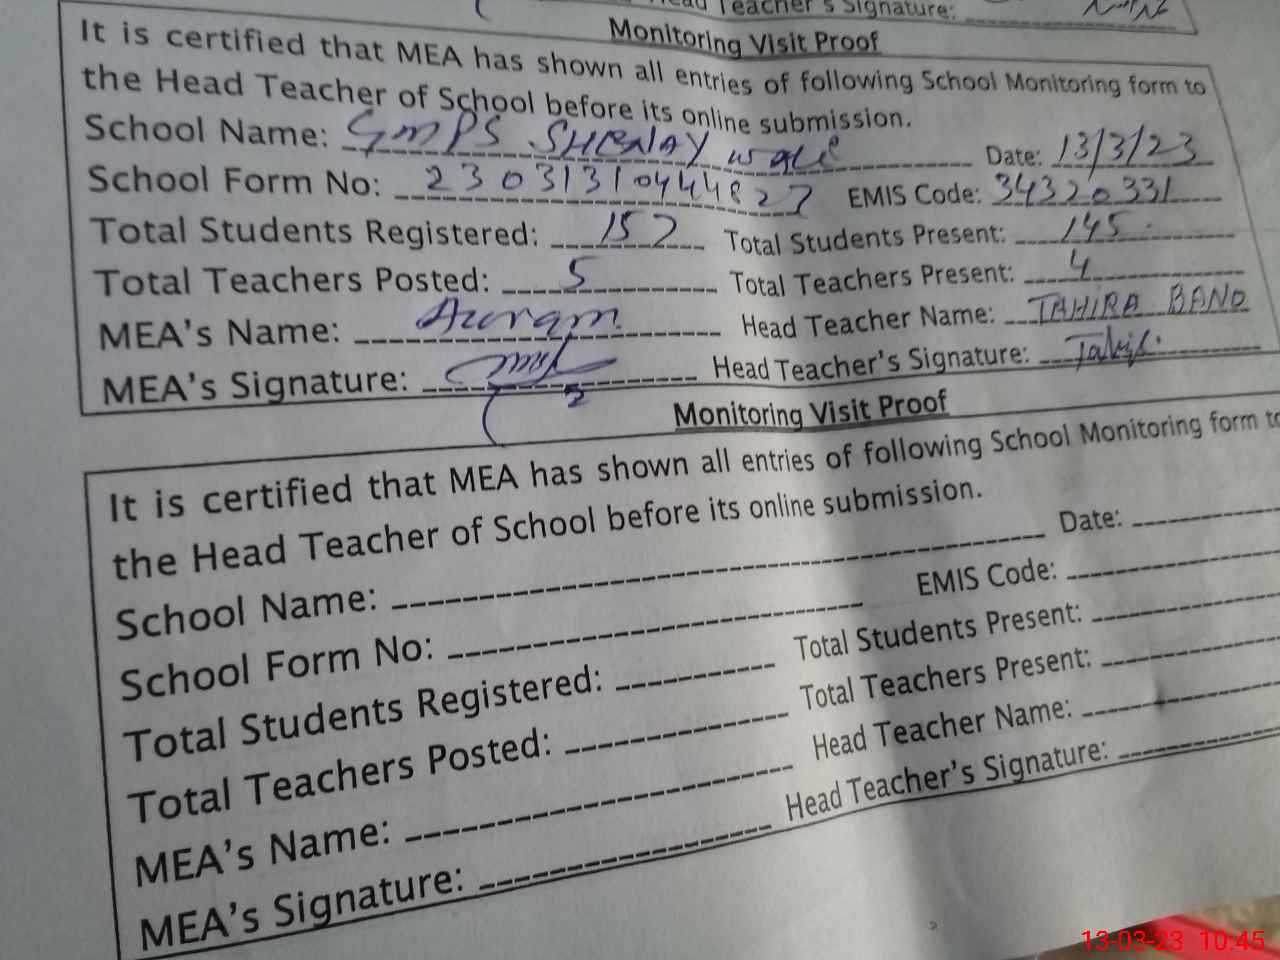 Head Teacher's Signature:
Monitoring Visit Proof
It is certified that MEA has shown all entries of following School Monitoring form to
the Head Teacher of School before its online submission.
School Name: GMPS SHENAY wali Date: 13/3/23
School Form No: 23031310444827 EMIS Code: 34320331
Total Students Registered: 152 Total Students Present: 145
Total Teachers Posted: 5 Total Teachers Present: 4
MEA's Name: Head Teacher Name: TAHIRA BANO
MEA's Signature: Head Teacher's Signature:
Monitoring Visit Proof
It is certified that MEA has shown all entries of following School Monitoring form to
the Head Teacher of School before its online submission.
School Name: Date:
School Form No: EMIS Code:
Total Students Registered: Total Students Present:
Total Teachers Posted: Total Teachers Present:
MEA's Name: Head Teacher Name:
MEA's Signature: Head Teacher's Signature:
13-03-23 10:45